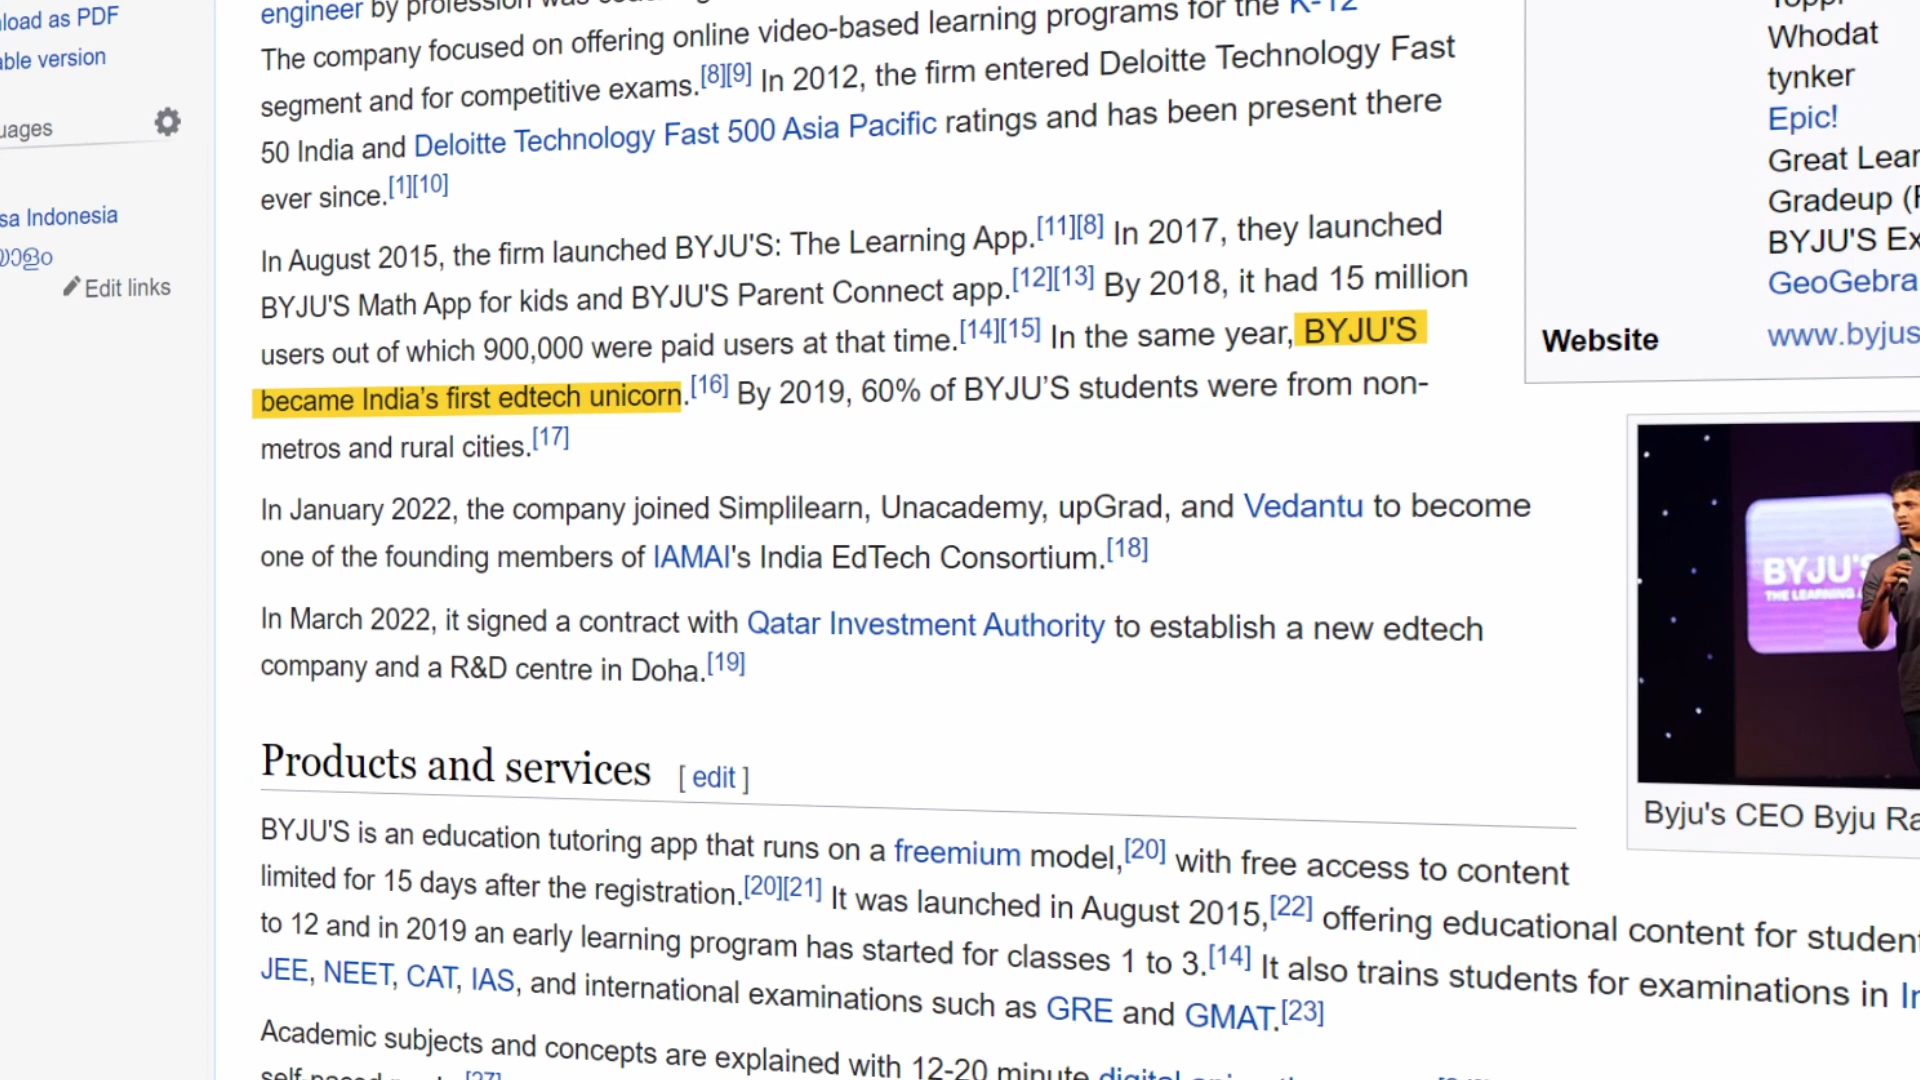 nload as PDF
able version
uages
sa Indonesia
Edit links
engineer by profession was
The company focused on offering online video-based learning programs for the K-12
segment and for competitive exams.[8][9] In 2012, the firm entered Deloitte Technology Fast
50 India and Deloitte Technology Fast 500 Asia Pacific ratings and has been present there
ever since.[1][10]
In August 2015, the firm launched BYJU'S: The Learning App.[11][8] In 2017, they launched
BYJU'S Math App for kids and BYJU'S Parent Connect app.[12][13] By 2018, it had 15 million
users out of which 900,000 were paid users at that time.[14][15] In the same year, BYJU'S
became India’s first edtech unicorn.[16] By 2019, 60% of BYJU’S students were from non-
metros and rural cities.[17]
In January 2022, the company joined Simplilearn, Unacademy, upGrad, and Vedantu to become
one of the founding members of IAMAI's India EdTech Consortium.[18]
In March 2022, it signed a contract with Qatar Investment Authority to establish a new edtech
company and a R&D centre in Doha.[19]
Products and services [ edit ]
BYJU'S is an education tutoring app that runs on a freemium model,[20] with free access to content
limited for 15 days after the registration.[20][21] It was launched in August 2015,[22] offering educational content for student
to 12 and in 2019 an early learning program has started for classes 1 to 3.[14] It also trains students for examinations in In
JEE, NEET, CAT, IAS, and international examinations such as GRE and GMAT.[23]
Academic subjects and concepts are explained with 12-20 minute digital
Toppr
Whodat
tynker
Epic!
Great Lear
Gradeup (
BYJU'S Ex
GeoGebra
Website www.byjus
BYJU'S
THE LEARNING
Byju's CEO Byju Ra